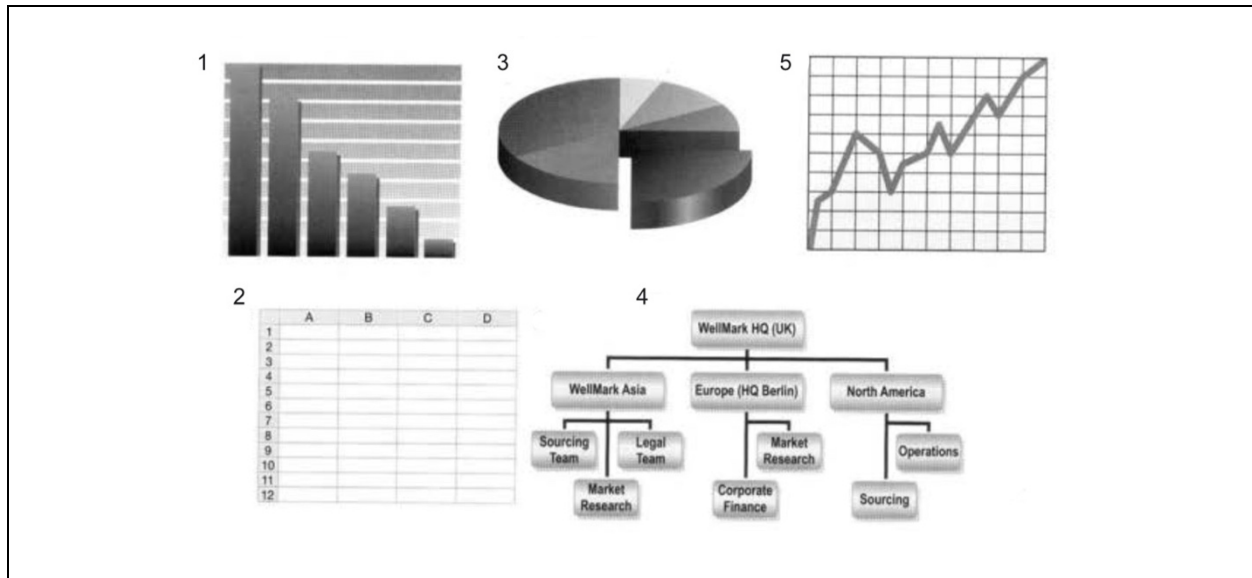 1
3
5
2
A B C D
1
2
3
4
5
6
7
8
9
10
11
12
4
WellMark HQ (UK)
WellMark Asia
Europe (HQ Berlin)
North America
Sourcing
Team
Legal
Team
Market
Research
Market
Research
Corporate
Finance
Operations
Sourcing